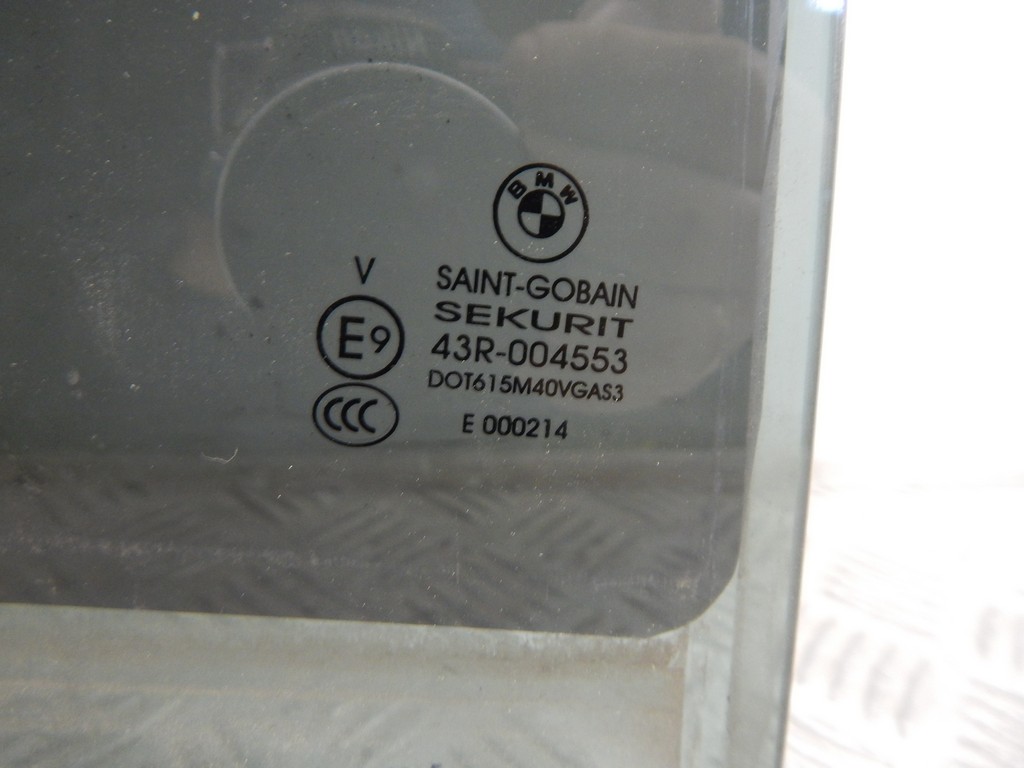 BMW
V
SAINT-GOBAIN
SEKURIT
E9
43R-004553
DOT615M40VGAS3
CCC
E 000214